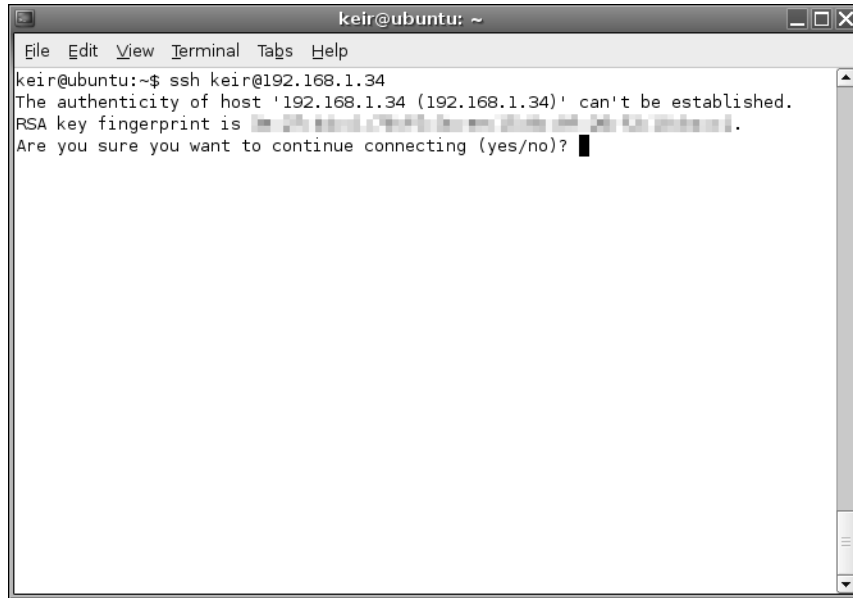 keir@ubuntu: ~
File Edit View Terminal Tabs Help
keir@ubuntu:~$ ssh keir@192.168.1.34
The authenticity of host '192.168.1.34 (192.168.1.34)' can't be established.
RSA key fingerprint is .
Are you sure you want to continue connecting (yes/no)?